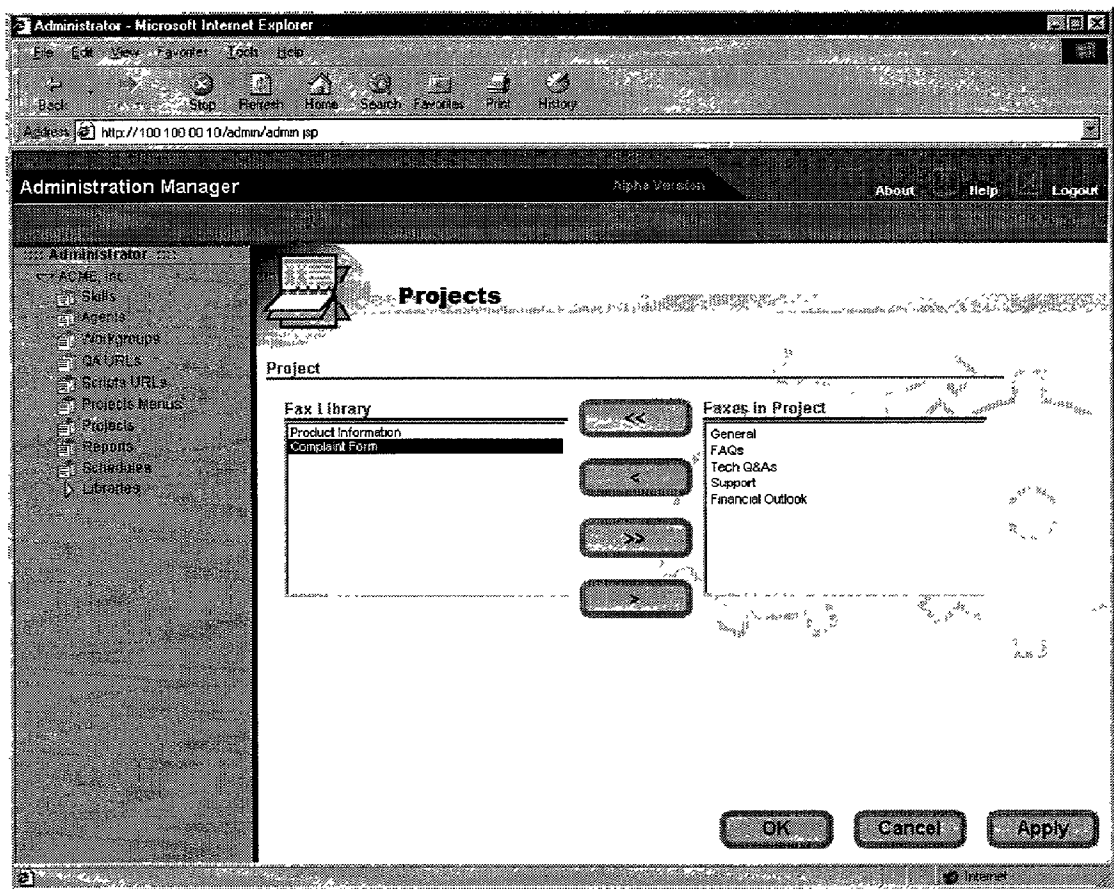 Administrator - Microsoft Internet Explorer
File Edit View Favorites Tools Help
Back Stop Refresh Home Search Favorites Print History
Address http://100 100 00 10/admin/admin jsp
Administration Manager
Alpha Version
About Help Logout
Administrator
ACME, Inc.
Skills
Agents
Workgroups
QA URLs
Scripts URLs
Projects Menus
Projects
Reports
Schedules
Libraries
Projects
Project
Fax Library
Product Information
Complaint Form
<<
<
>>
>
Faxes in Project
General
FAQs
Tech Q&As
Support
Financial Outlook
OK Cancel Apply
Internet